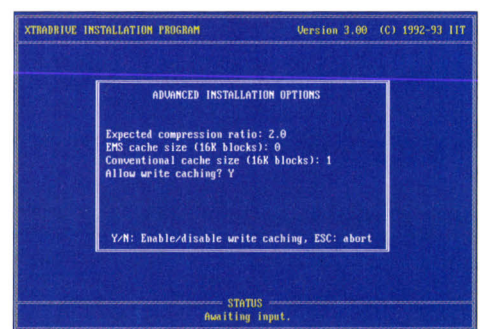 XTRADRIVE INSTALLATION PROGRAM Version 3.00 (C) 1992-93 IIT
ADVANCED INSTALLATION OPTIONS
Expected compression ratio: 2.0
EMS cache size (16K blocks): 0
Conventional cache size (16K blocks): 1
Allow write caching? Y
Y/N: Enable/disable write caching, ESC: abort
STATUS
Awaiting input.